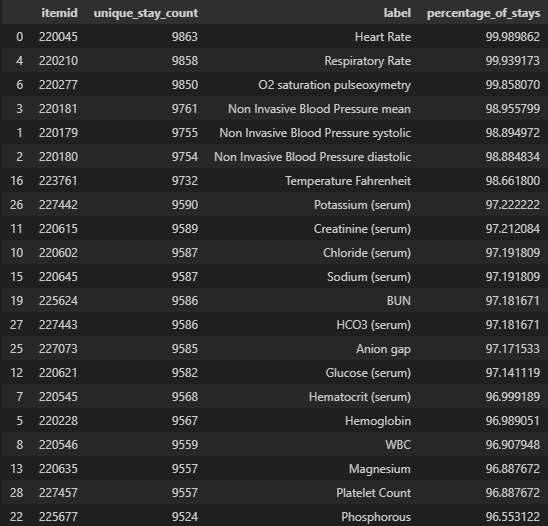 itemid unique_stay_count label percentage_of_stays
0 220045 9863 Heart Rate 99.989862
4 220210 9858 Respiratory Rate 99.939173
6 220277 9850 O2 saturation pulseoxymetry 99.858070
3 220181 9761 Non Invasive Blood Pressure mean 98.955799
1 220179 9755 Non Invasive Blood Pressure systolic 98.894972
2 220180 9754 Non Invasive Blood Pressure diastolic 98.884834
16 223761 9732 Temperature Fahrenheit 98.661800
26 227442 9590 Potassium (serum) 97.222222
11 220615 9589 Creatinine (serum) 97.212084
10 220602 9587 Chloride (serum) 97.191809
15 220645 9587 Sodium (serum) 97.191809
19 225624 9586 BUN 97.181671
27 227443 9586 HCO3 (serum) 97.181671
25 227073 9585 Anion gap 97.171533
12 220621 9582 Glucose (serum) 97.141119
7 220545 9568 Hematocrit (serum) 96.999189
5 220228 9567 Hemoglobin 96.989051
8 220546 9559 WBC 96.907948
13 220635 9557 Magnesium 96.887672
28 227457 9557 Platelet Count 96.887672
22 225677 9524 Phosphorous 96.553122